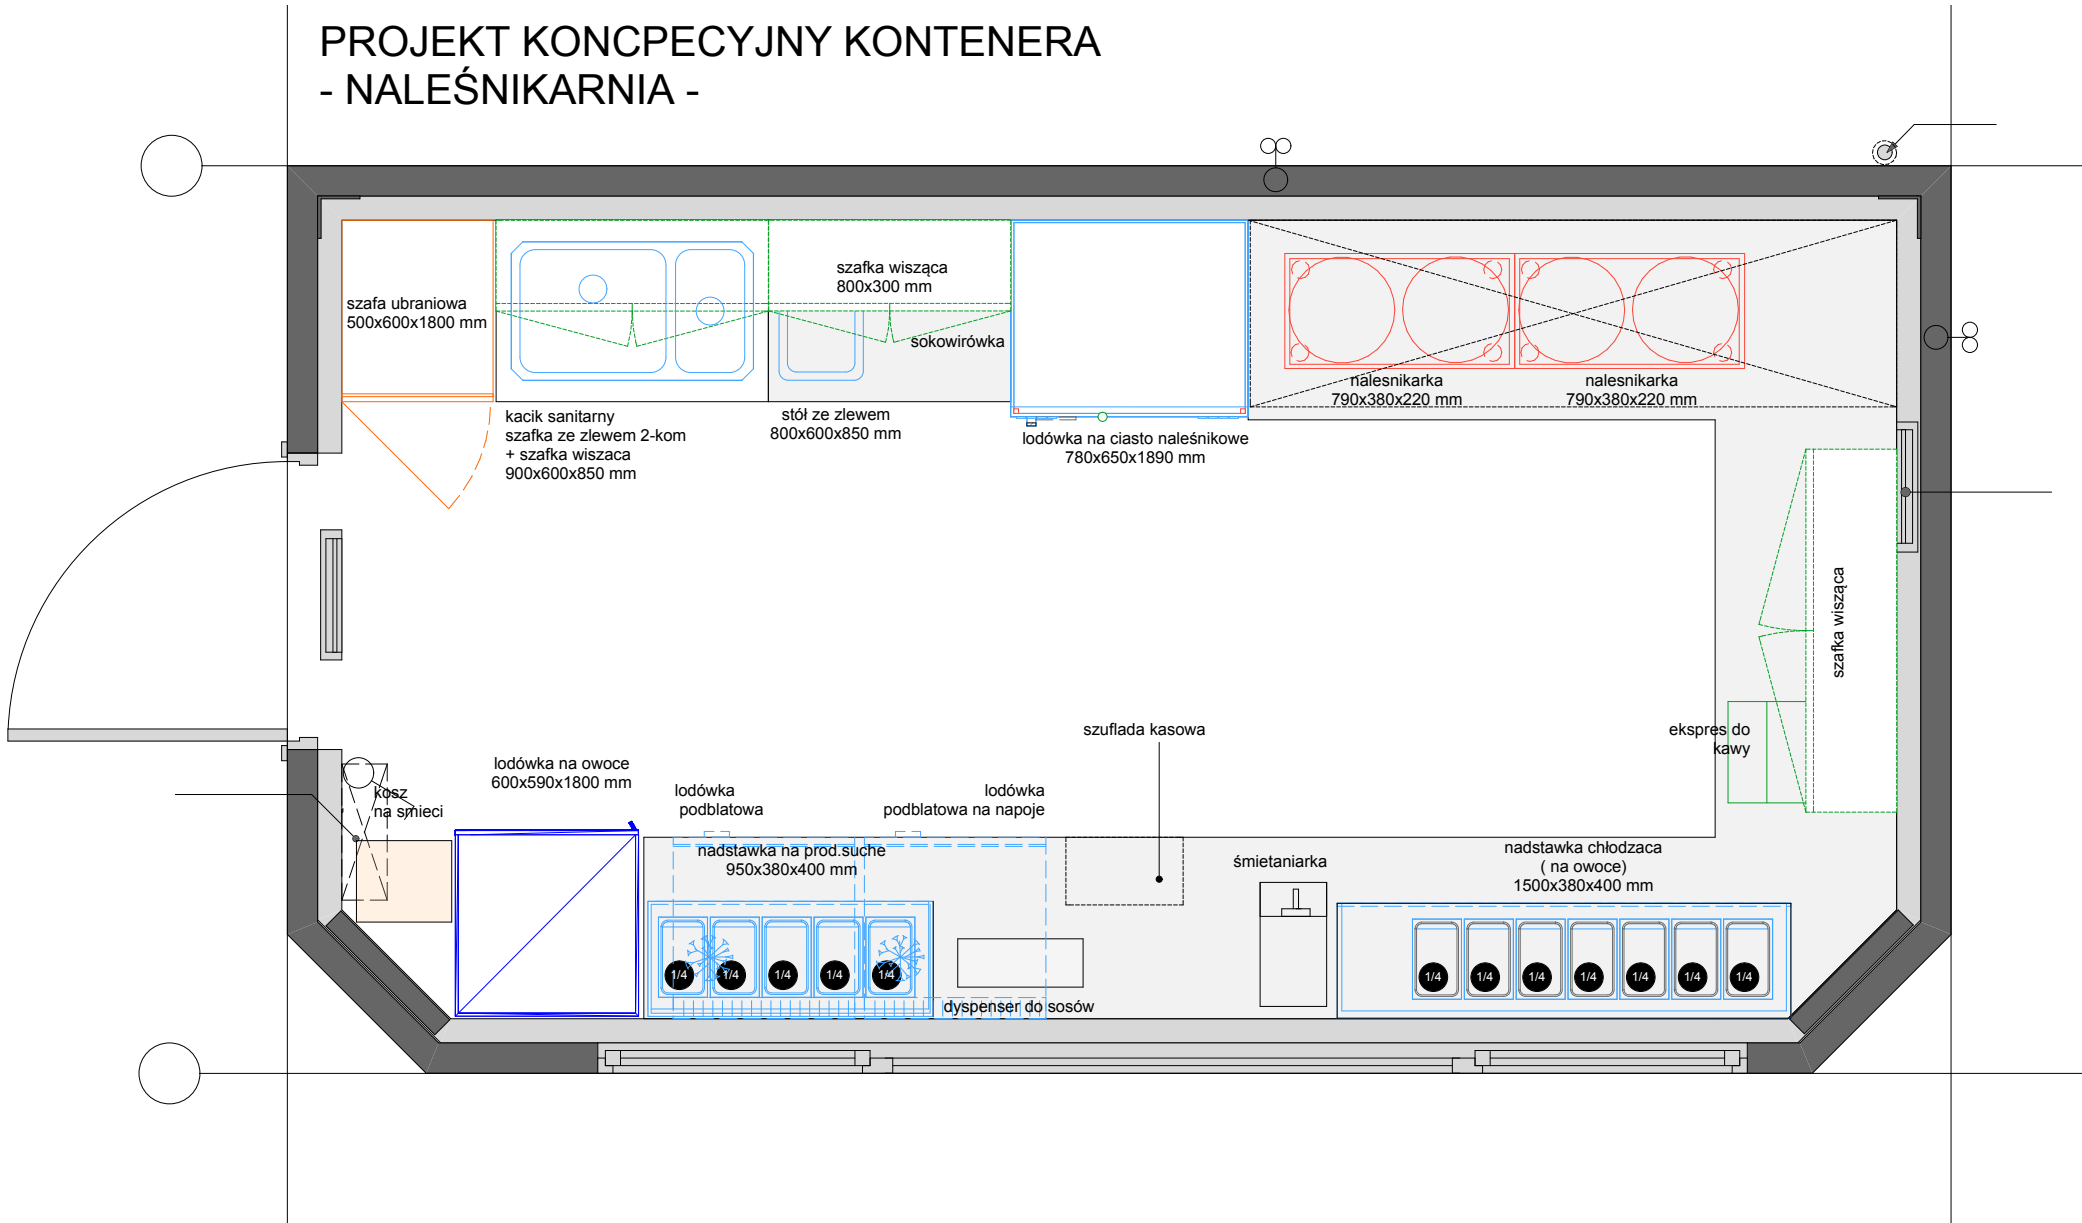 PROJEKT KONCPECYJNY KONTENERA
- NALEŚNIKARNIA -
szafa ubraniowa
500x600x1800 mm
szafka wisząca
800x300 mm
sokowirówka
kacik sanitarny
szafka ze zlewem 2-kom
+ szafka wiszaca
900x600x850 mm
stół ze zlewem
800x600x850 mm
lodówka na ciasto naleśnikowe
780x650x1890 mm
nalesnikarka
790x380x220 mm
nalesnikarka
790x380x220 mm
szafka wisząca
ekspres do
kawy
szuflada kasowa
kosz
na smieci
lodówka na owoce
600x590x1800 mm
lodówka
podblatowa
lodówka
podblatowa na napoje
nadstawka na prod.suche
950x380x400 mm
śmietaniarka
nadstawka chłodzaca
( na owoce)
1500x380x400 mm
1/4 1/4 1/4 1/4 1/4
1/4 1/4 1/4 1/4 1/4 1/4 1/4
dyspenser do sosów